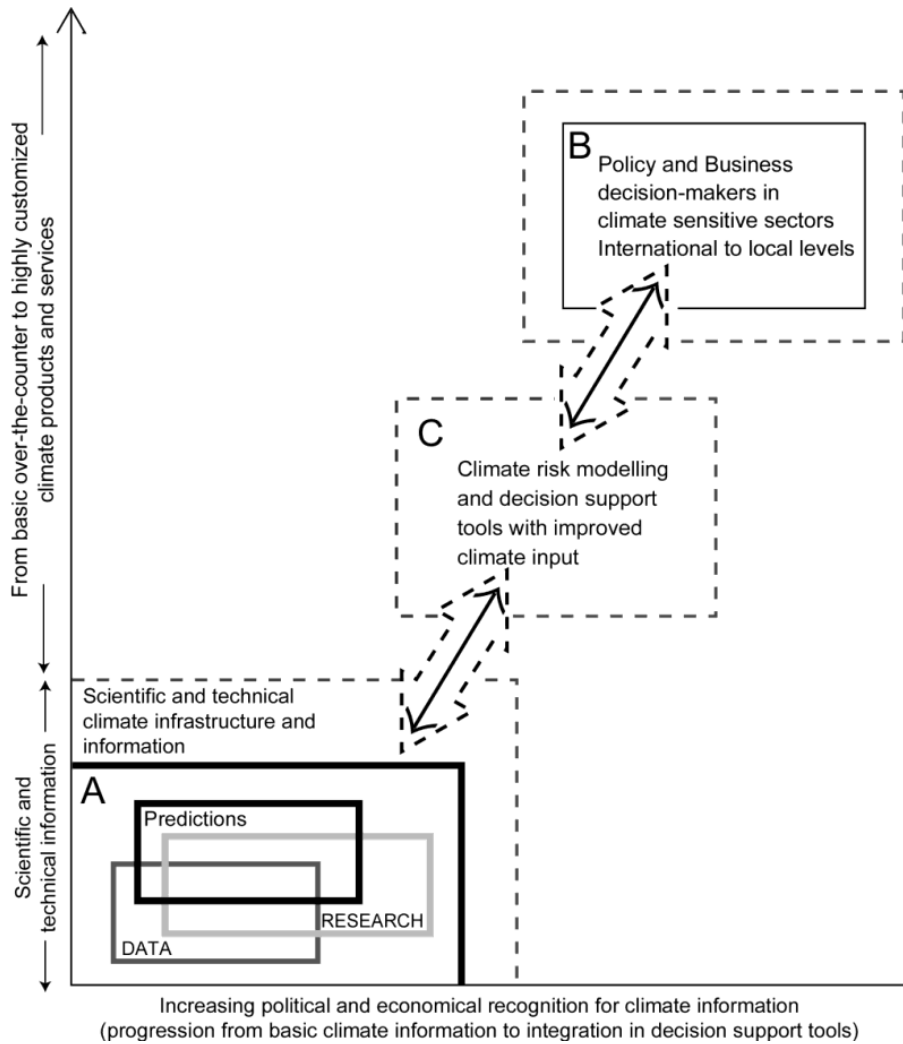 From basic over-the-counter to highly customized
climate products and services
B
Policy and Business
decision-makers in
climate sensitive sectors
International to local levels
C
Climate risk modelling
and decision support
tools with improved
climate input
Scientific and
technical information
Scientific and technical
climate infrastructure and
information
A
Predictions
RESEARCH
DATA
Increasing political and economical recognition for climate information
(progression from basic climate information to integration in decision support tools)